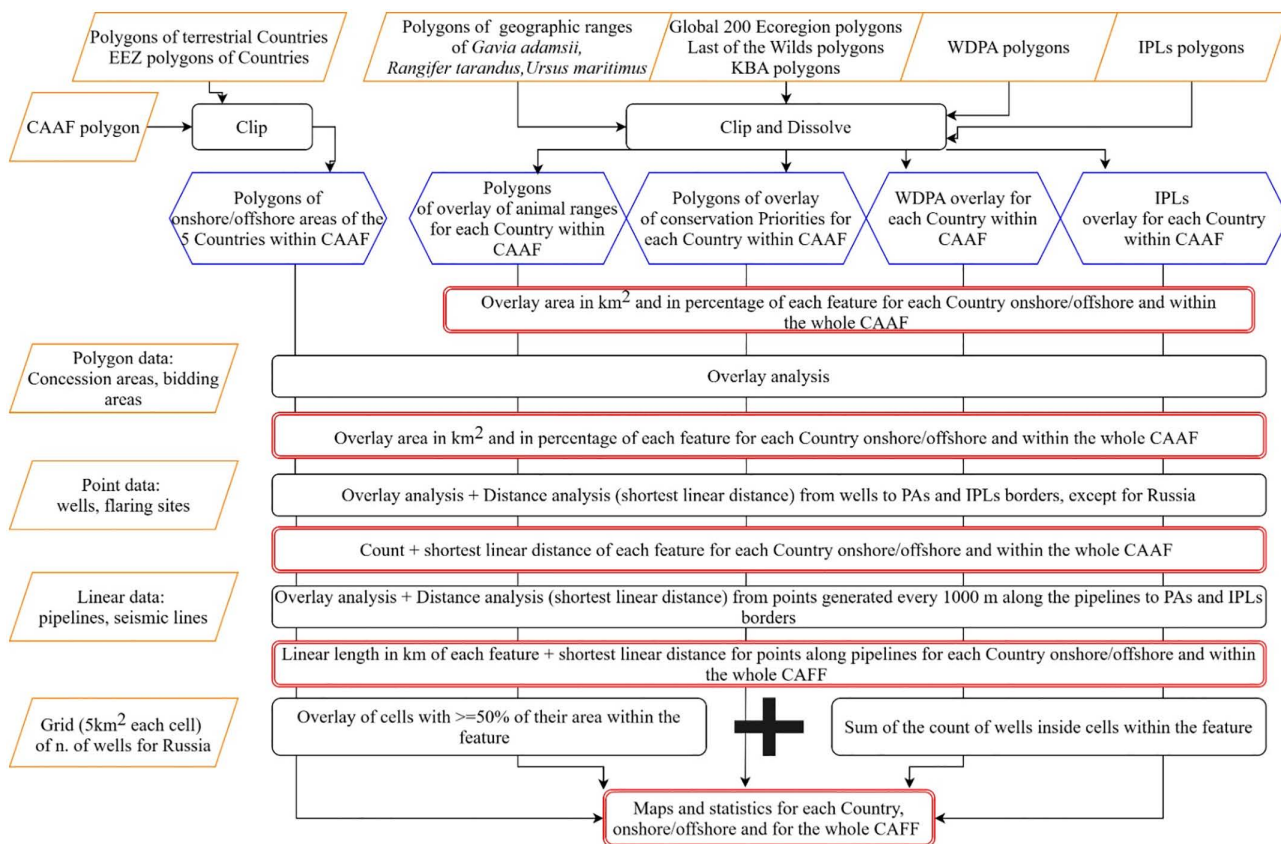 Polygons of terrestrial Countries
EEZ polygons of Countries
Polygons of geographic ranges
of Gavia adamsii,
Rangifer tarandus,Ursus maritimus
Global 200 Ecoregion polygons
Last of the Wilds polygons
KBA polygons
WDPA polygons
IPLs polygons
CAAF polygon
Clip
Clip and Dissolve
Polygons of
onshore/offshore areas of the
5 Countries within CAAF
Polygons
of overlay of animal ranges
for each Country within
CAAF
Polygons of overlay
of conservation Priorities for
each Country within CAAF
WDPA overlay for
each Country within
CAAF
IPLs
overlay for each Country
within CAAF
Overlay area in km2 and in percentage of each feature for each Country onshore/offshore and within
the whole CAAF
Polygon data:
Concession areas, bidding
areas
Overlay analysis
Overlay area in km2 and in percentage of each feature for each Country onshore/offshore and within the whole CAAF
Point data:
wells, flaring sites
Overlay analysis + Distance analysis (shortest linear distance) from wells to PAs and IPLs borders, except for Russia
Count + shortest linear distance of each feature for each Country onshore/offshore and within the whole CAAF
Linear data:
pipelines, seismic lines
Overlay analysis + Distance analysis (shortest linear distance) from points generated every 1000 m along the pipelines to PAs and IPLs
borders
Linear length in km of each feature + shortest linear distance for points along pipelines for each Country onshore/offshore and within
the whole CAFF
Grid (5km2 each cell)
of n. of wells for Russia
Overlay of cells with >=50% of their area within the
feature
Sum of the count of wells inside cells within the feature
Maps and statistics for each Country,
onshore/offshore and for the whole CAFF